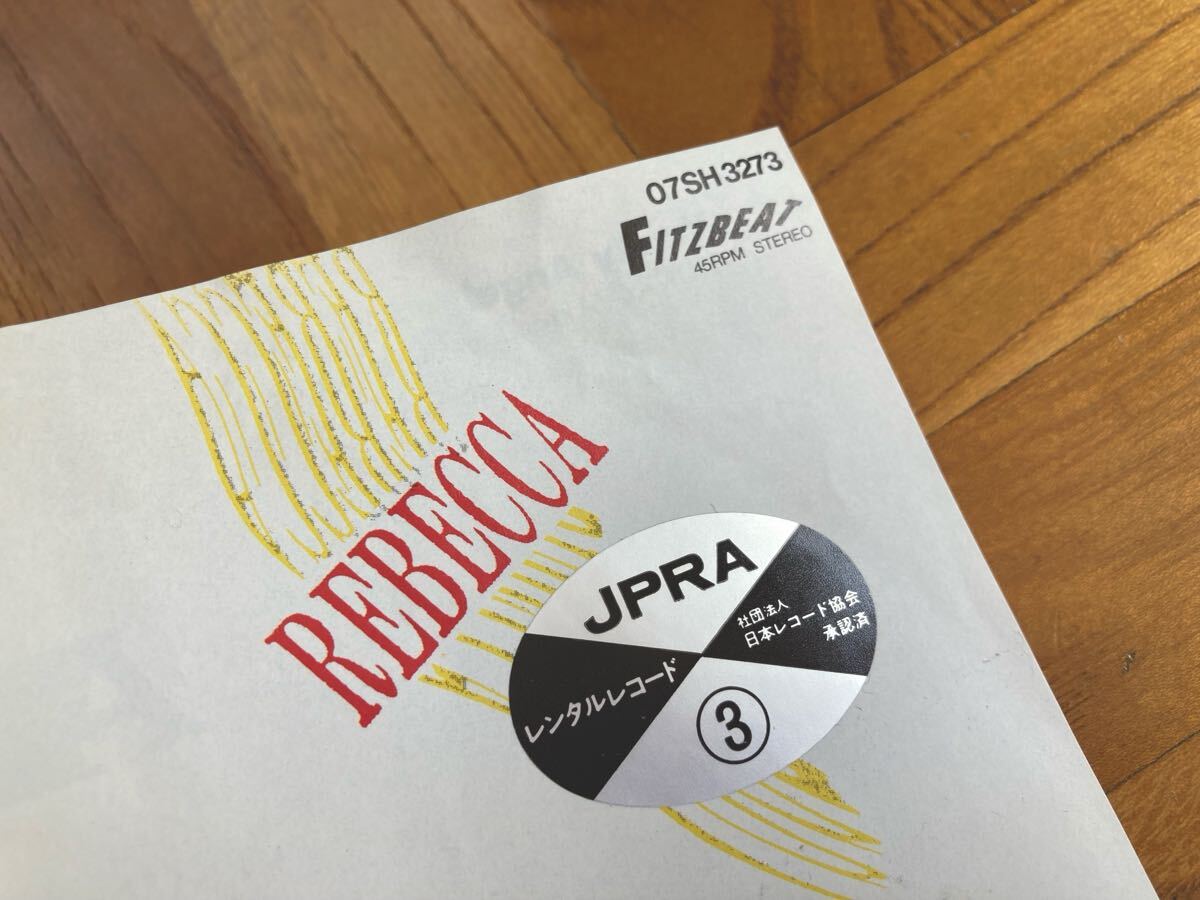 07SH 3273
FITZBEAT
45RPM STEREO
REBECCA
JPRA
社団法人
日本レコード協会
承認済
レンタルレコード
3